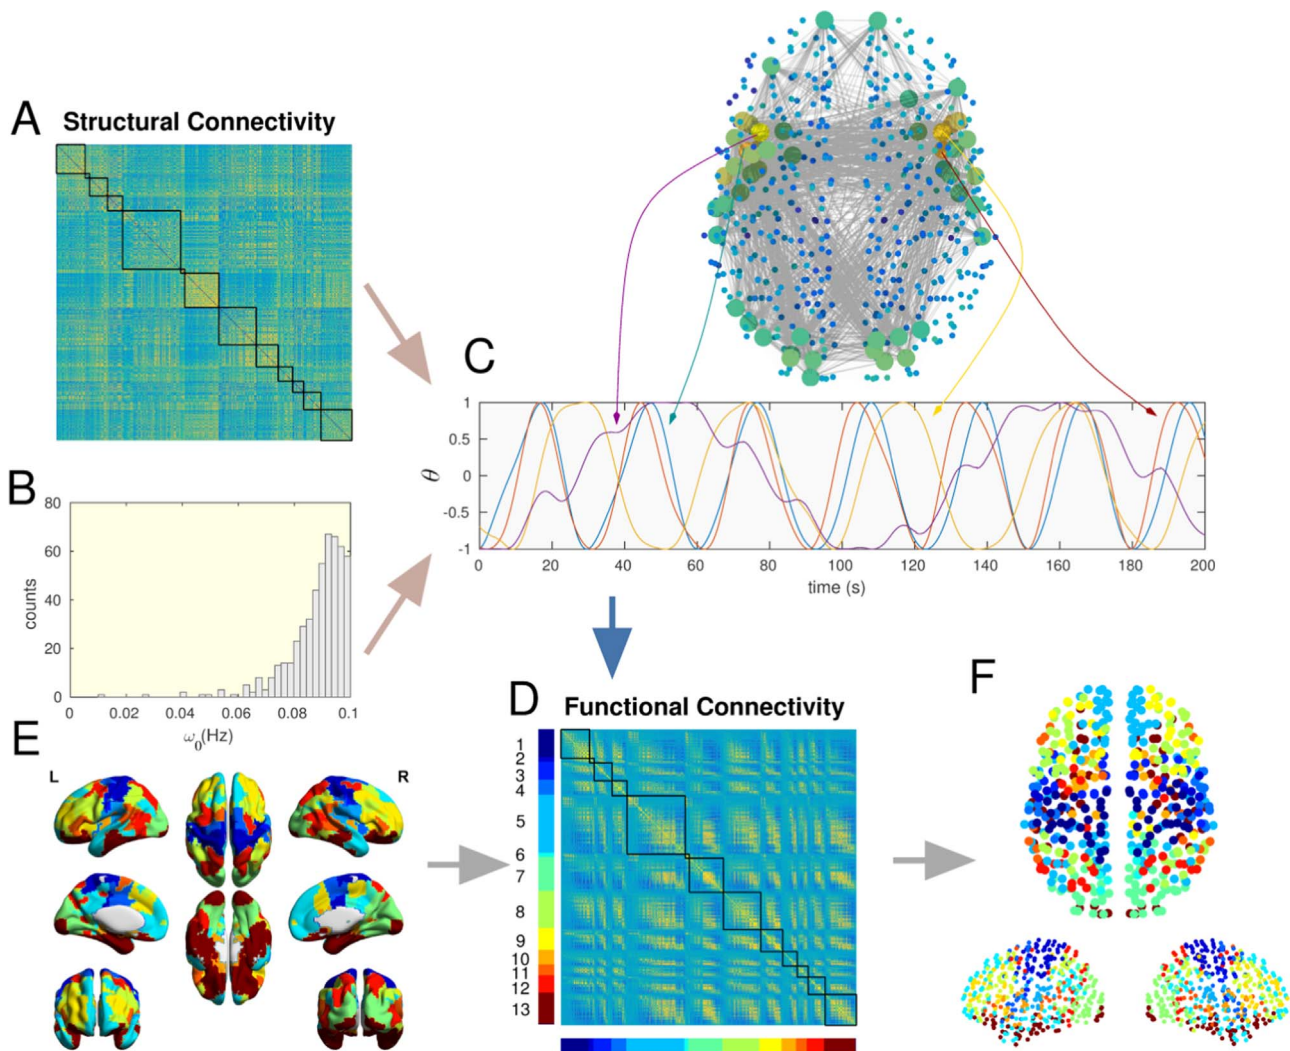 A
Structural Connectivity
C
1
0.5
0
-0.5
-1
θ
0 20 40 60 80 100 120 140 160 180 200
time (s)
B
80
60
40
20
0
counts
0 0.02 0.04 0.06 0.08 0.1
ω0(Hz)
D
Functional Connectivity
1
2
3
4
5
6
7
8
9
10
11
12
13
E
L R
F